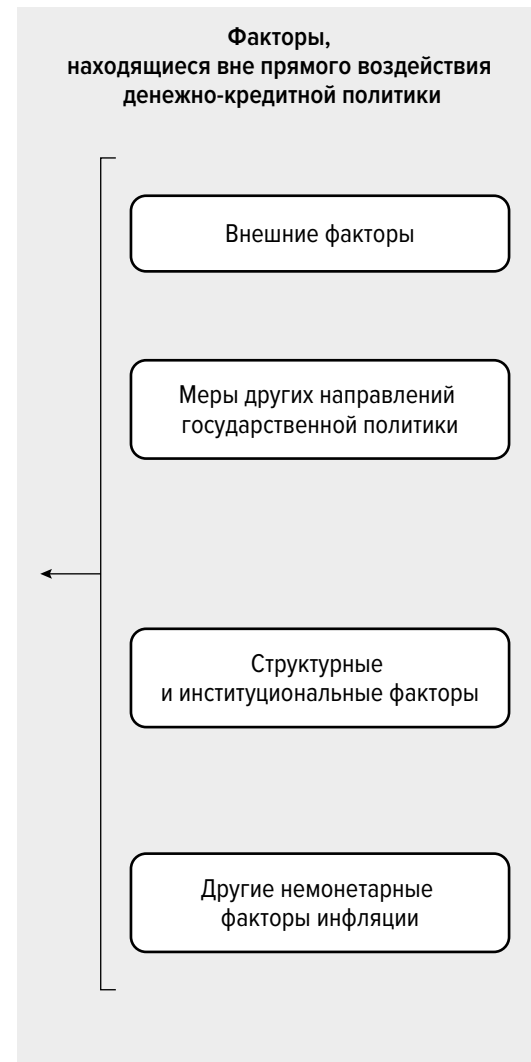 Факторы,
находящиеся вне прямого воздействия
денежно-кредитной политики
Внешние факторы
Меры других направлений
государственной политики
Структурные
и институциональные факторы
Другие немонетарные
факторы инфляции